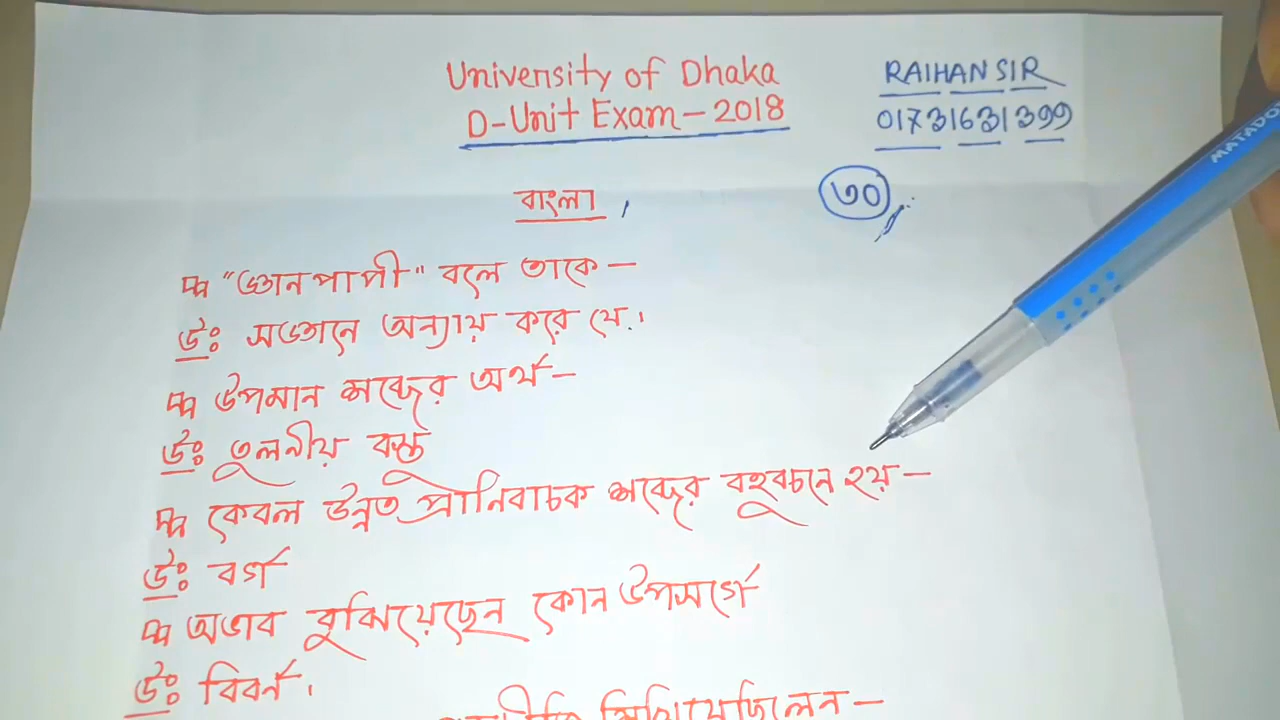 University of Dhaka
D-Unit Exam-2018
RAIHAN SIR
01731631399
বাংলা
৩০
"জ্ঞানপাপী" বলে তাকে-
উঃ সজ্ঞানে অন্যায় করে যে।
উপমান শব্দের অর্থ-
উঃ তুলনীয় বস্তু
কেবল উন্নত প্রানিবাচক শব্দের বহুবচনে হয়-
উঃ বর্গ
অভাব বুঝিয়েছেন কোন উপসর্গে
উঃ বিবর্ন।
MATADO